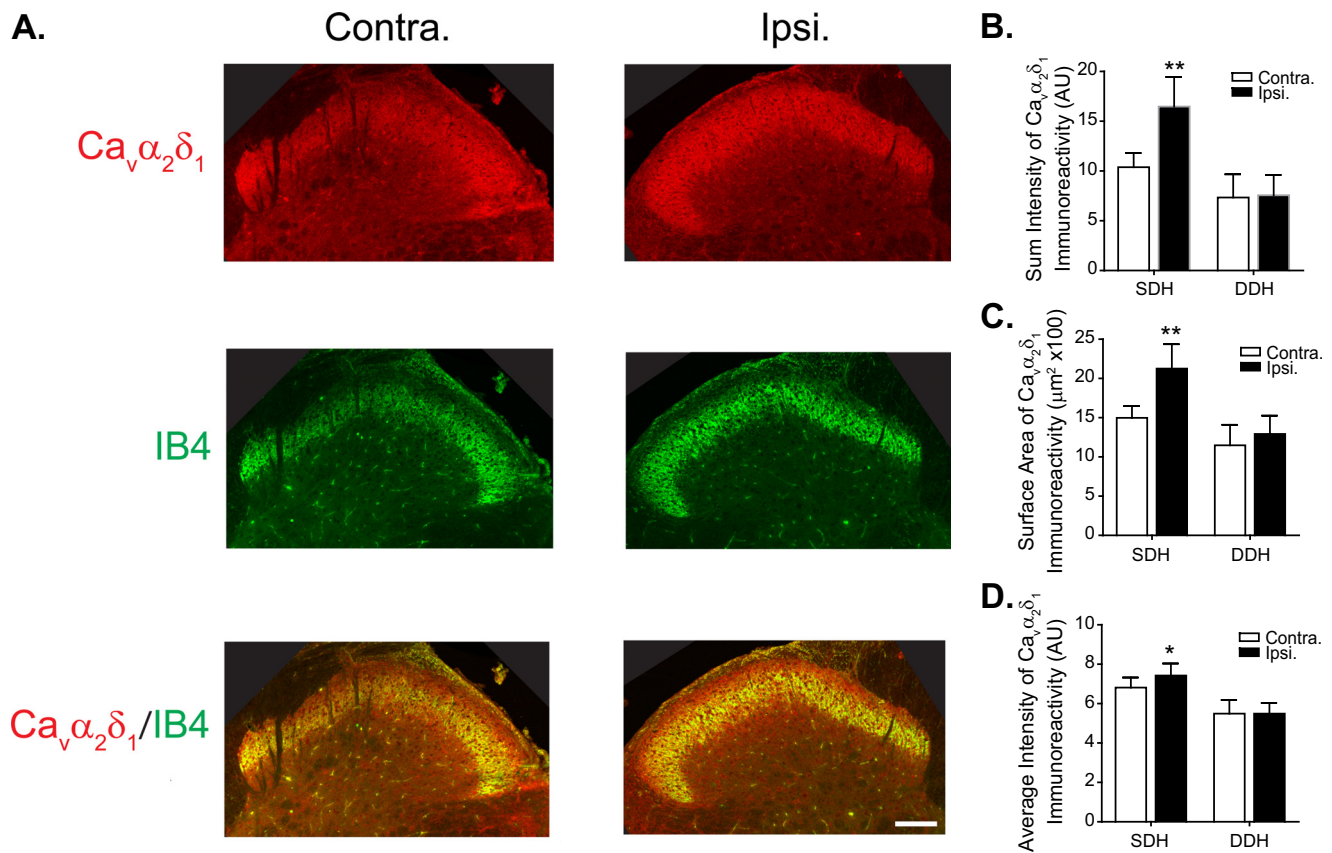 A.
Contra.
Ipsi.
Caᵥα₂δ₁
IB4
Caᵥα₂δ₁/IB4
B.
Sum Intensity of Caᵥα₂δ₁
Immunoreactivity (AU)
20
15
10
5
0
**
Contra.
Ipsi.
SDH
DDH
C.
Surface Area of Caᵥα₂δ₁
Immunoreactivity (μm² x100)
25
20
15
10
5
0
**
Contra.
Ipsi.
SDH
DDH
D.
Average Intensity of Caᵥα₂δ₁
Immunoreactivity (AU)
10
8
6
4
2
0
*
Contra.
Ipsi.
SDH
DDH